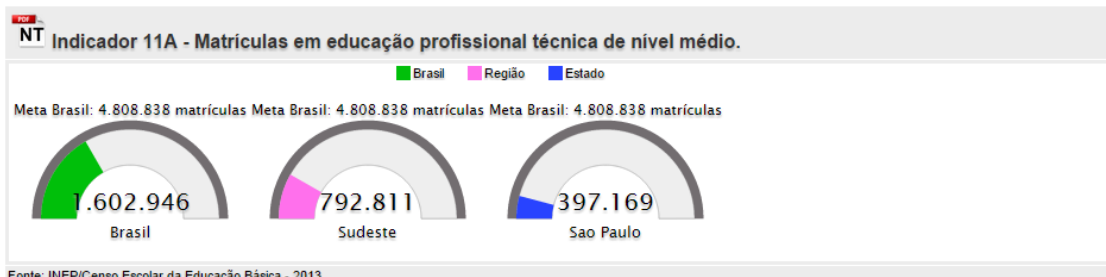 PDF
NT Indicador 11A - Matrículas em educação profissional técnica de nível médio.
Brasil Região Estado
Meta Brasil: 4.808.838 matrículas Meta Brasil: 4.808.838 matrículas Meta Brasil: 4.808.838 matrículas
1.602.946 792.811 397.169
Brasil Sudeste Sao Paulo
Fonte: INEP/Censo Escolar da Educação Básica - 2013